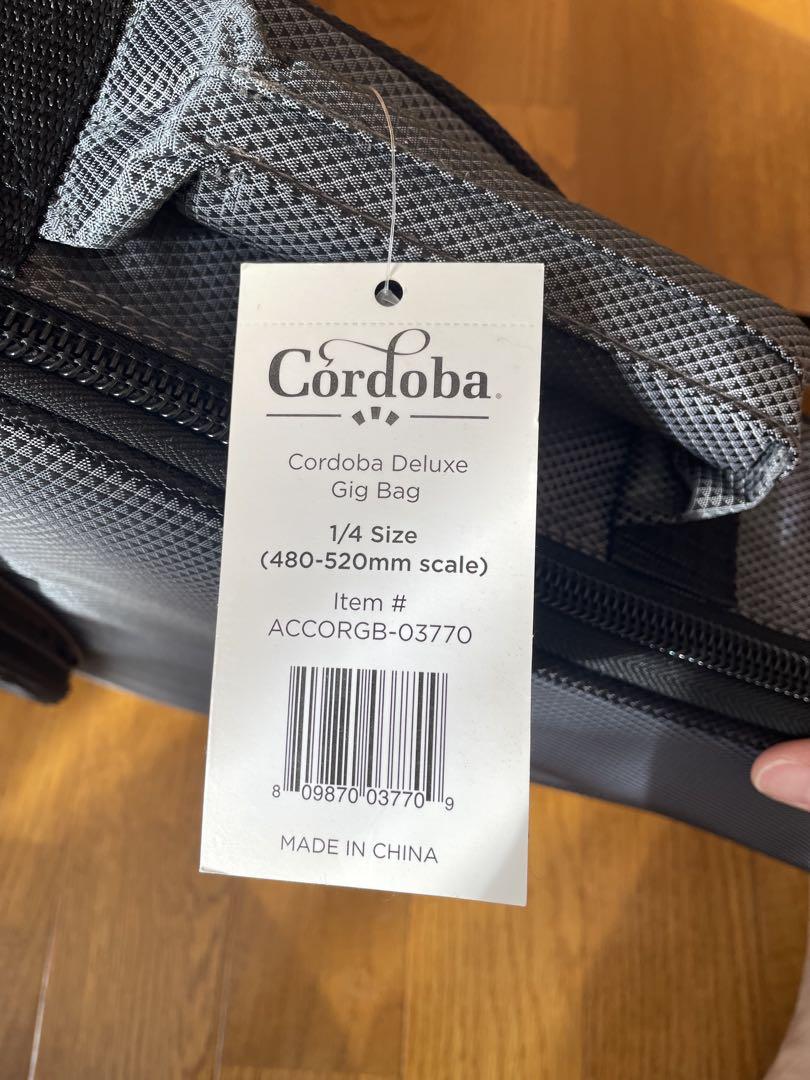 Córdoba®
Cordoba Deluxe
Gig Bag
1/4 Size
(480-520mm scale)
Item #
ACCORGB-03770
8 09870 03770 9
MADE IN CHINA